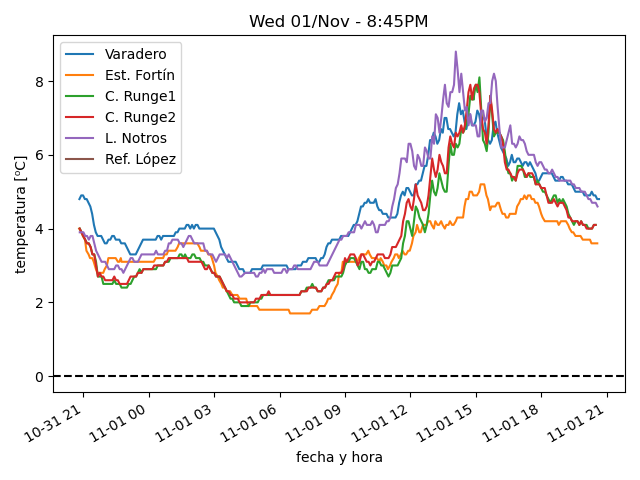 Wed 01/Nov - 8:45PM
temperatura [ºC]
8
6
4
2
0
Varadero
Est. Fortín
C. Runge1
C. Runge2
L. Notros
Ref. López
10-31 21
11-01 00
11-01 03
11-01 06
11-01 09
11-01 12
11-01 15
11-01 18
11-01 21
fecha y hora